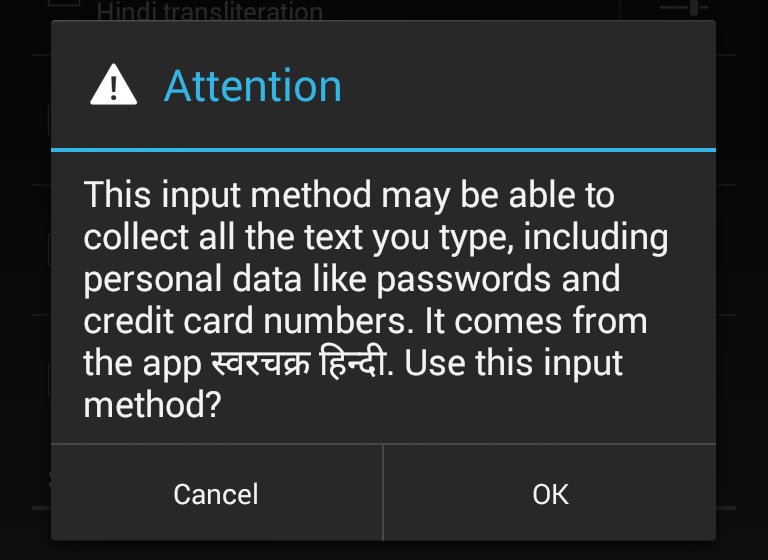 Hindi transliteration
Attention
This input method may be able to
collect all the text you type, including
personal data like passwords and
credit card numbers. It comes from
the app स्वरचक्र हिन्दी. Use this input
method?
Cancel
OK